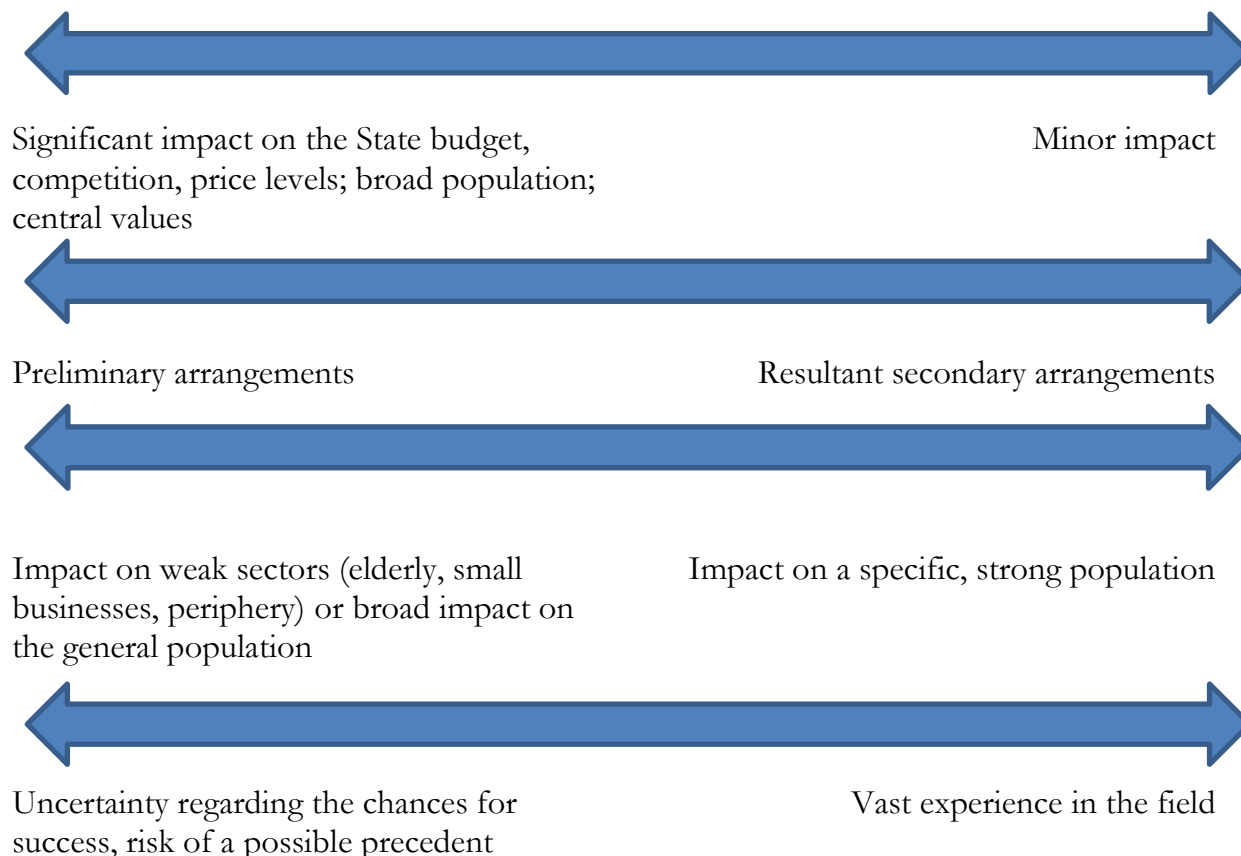 Significant impact on the State budget,
competition, price levels; broad population;
central values
Minor impact
Preliminary arrangements
Resultant secondary arrangements
Impact on weak sectors (elderly, small
businesses, periphery) or broad impact on
the general population
Impact on a specific, strong population
Uncertainty regarding the chances for
success, risk of a possible precedent
Vast experience in the field